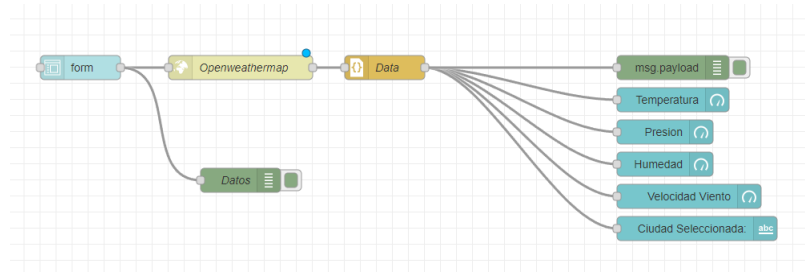 form
Openweathermap
Data
msg.payload
Temperatura
Presion
Humedad
Datos
Velocidad Viento
Ciudad Seleccionada:
abc